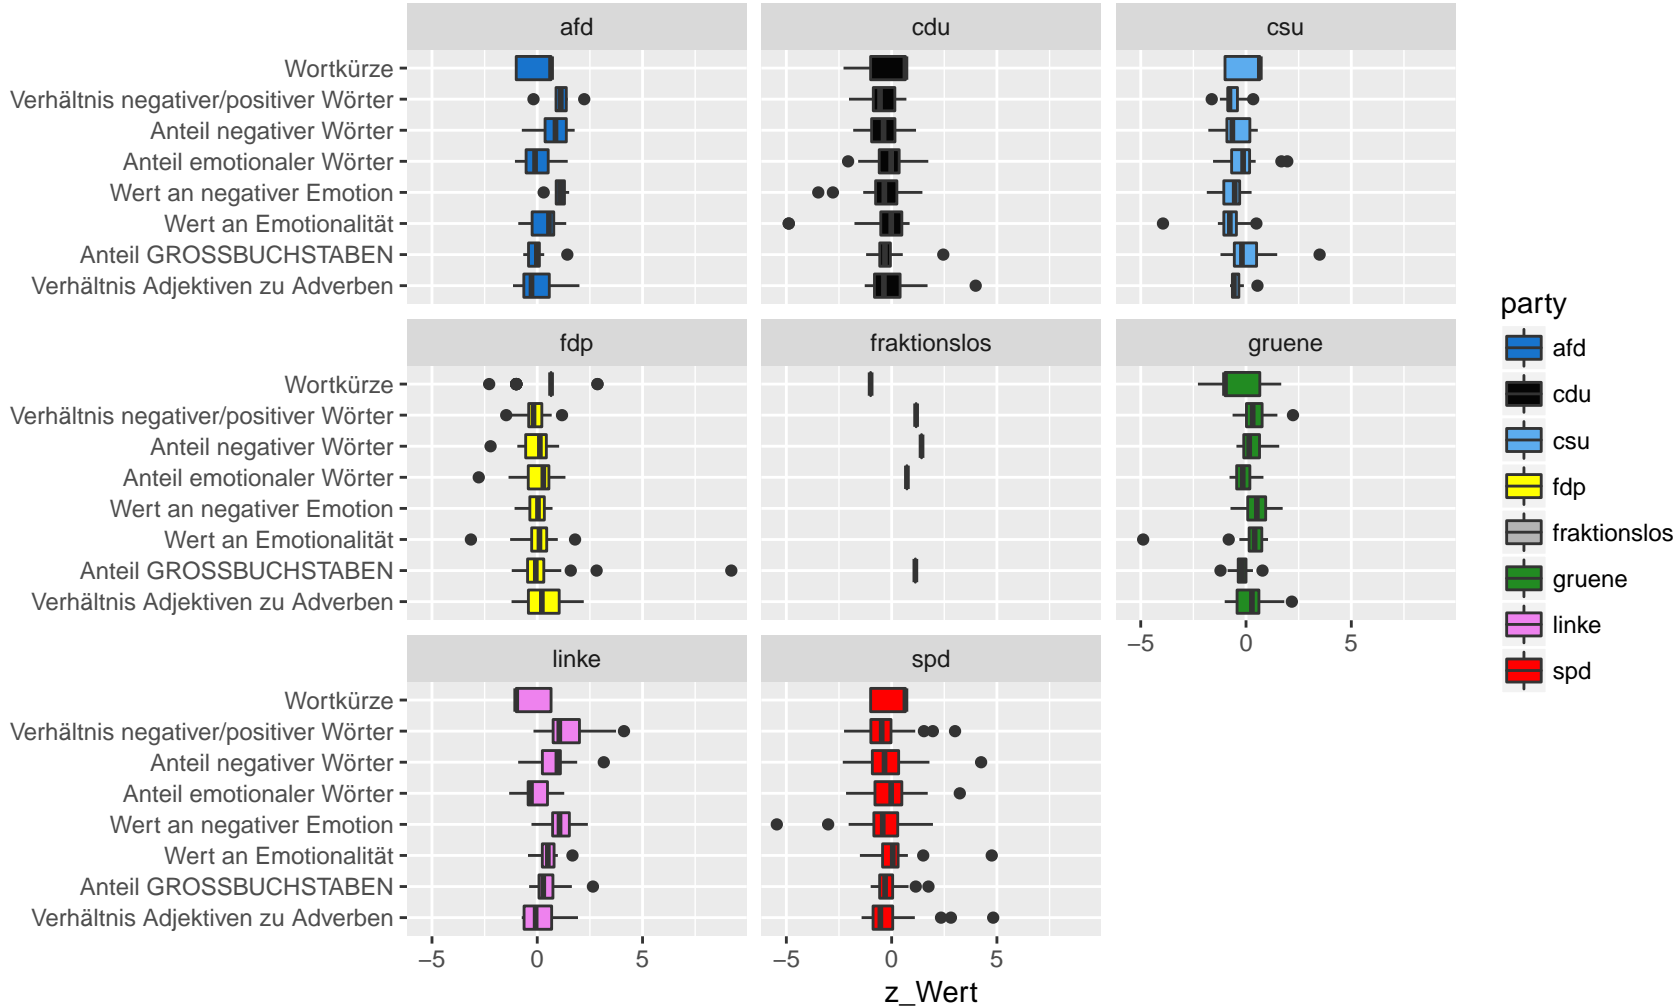 afd
cdu
csu
Wortkürze
Verhältnis negativer/positiver Wörter
Anteil negativer Wörter
Anteil emotionaler Wörter
Wert an negativer Emotion
Wert an Emotionalität
Anteil GROSSBUCHSTABEN
Verhältnis Adjektiven zu Adverben
fdp
fraktionslos
gruene
Wortkürze
Verhältnis negativer/positiver Wörter
Anteil negativer Wörter
Anteil emotionaler Wörter
Wert an negativer Emotion
Wert an Emotionalität
Anteil GROSSBUCHSTABEN
Verhältnis Adjektiven zu Adverben
−5 0 5
linke
spd
Wortkürze
Verhältnis negativer/positiver Wörter
Anteil negativer Wörter
Anteil emotionaler Wörter
Wert an negativer Emotion
Wert an Emotionalität
Anteil GROSSBUCHSTABEN
Verhältnis Adjektiven zu Adverben
−5 0 5
−5 0 5
z_Wert
party
afd
cdu
csu
fdp
fraktionslos
gruene
linke
spd